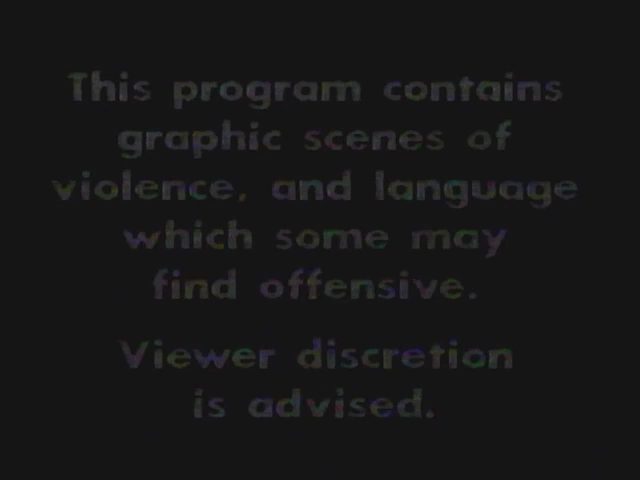 This program contains
graphic scenes of
violence, and language
which some may
find offensive.
Viewer discretion
is advised.